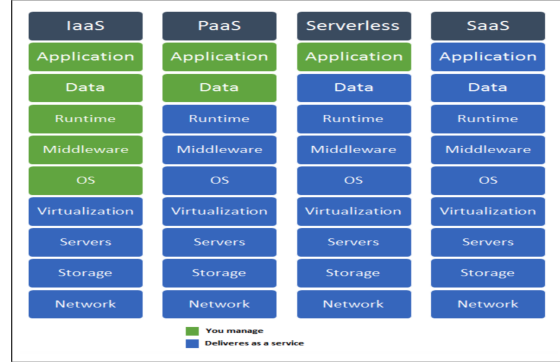 IaaS PaaS Serverless SaaS
Application Application Application Application
Data Data Data Data
Runtime Runtime Runtime Runtime
Middleware Middleware Middleware Middleware
OS OS OS OS
Virtualization Virtualization Virtualization Virtualization
Servers Servers Servers Servers
Storage Storage Storage Storage
Network Network Network Network
You manage
Deliveres as a service